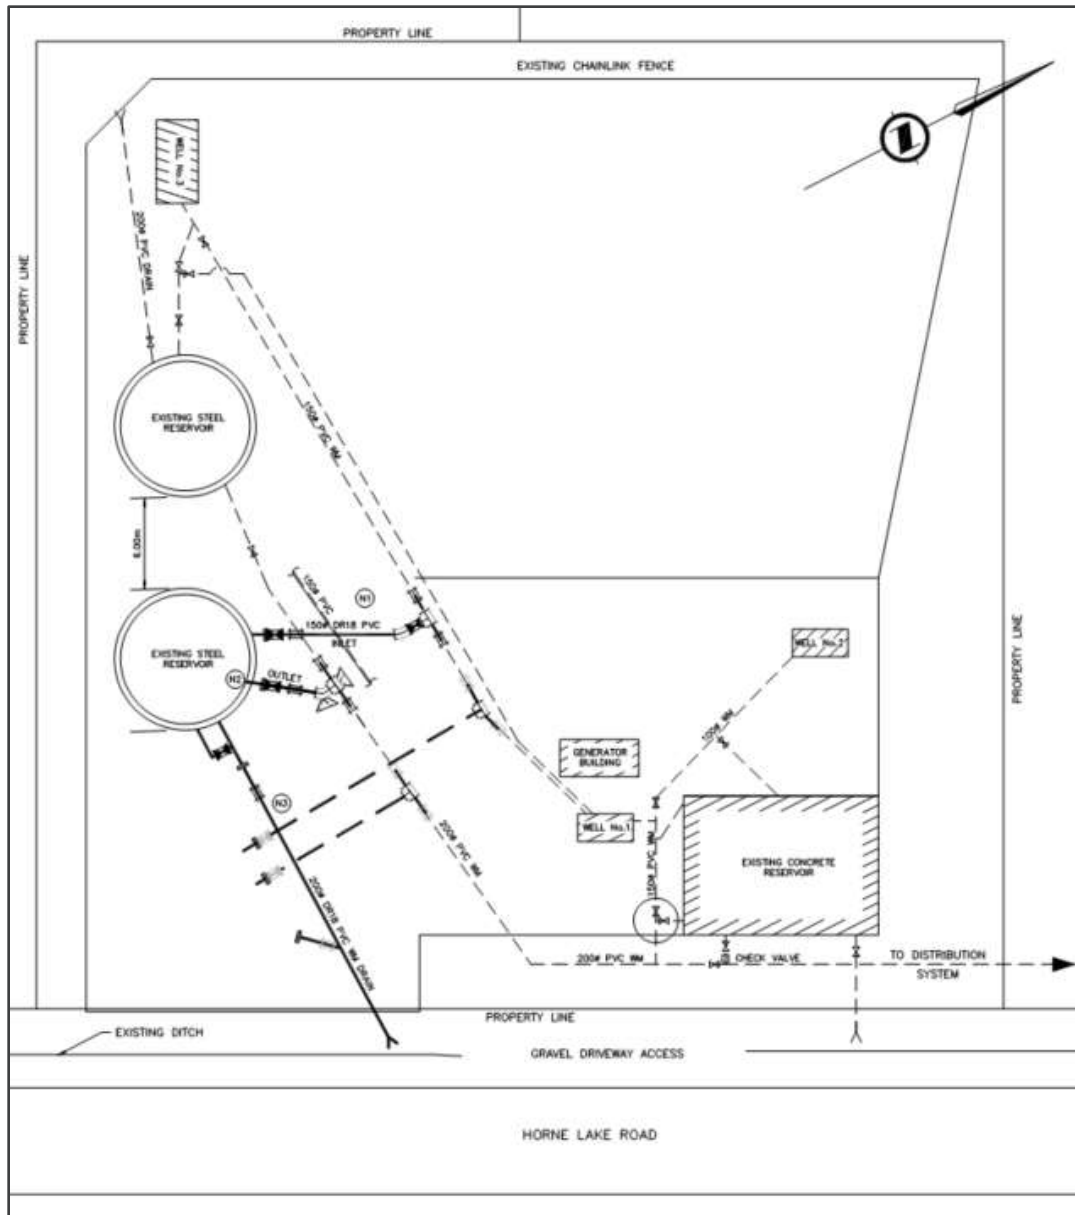 PROPERTY LINE
EXISTING CHAINLINK FENCE
WELL No.3
200ø PVC DRAIN
PROPERTY LINE
EXISTING STEEL
RESERVOIR
150ø PVC WM
6.00m
150ø PVC
N1
150ø DR18 PVC
INLET
EXISTING STEEL
RESERVOIR
N2
OUTLET
WELL No.2
PROPERTY LINE
100ø WM
GENERATOR
BUILDING
N3
WELL No.1
150ø PVC WM
200ø PVC WM
EXISTING CONCRETE
RESERVOIR
200ø DR18 PVC WM DRAIN
200ø PVC WM
CHECK VALVE
TO DISTRIBUTION
SYSTEM
PROPERTY LINE
EXISTING DITCH
GRAVEL DRIVEWAY ACCESS
HORNE LAKE ROAD